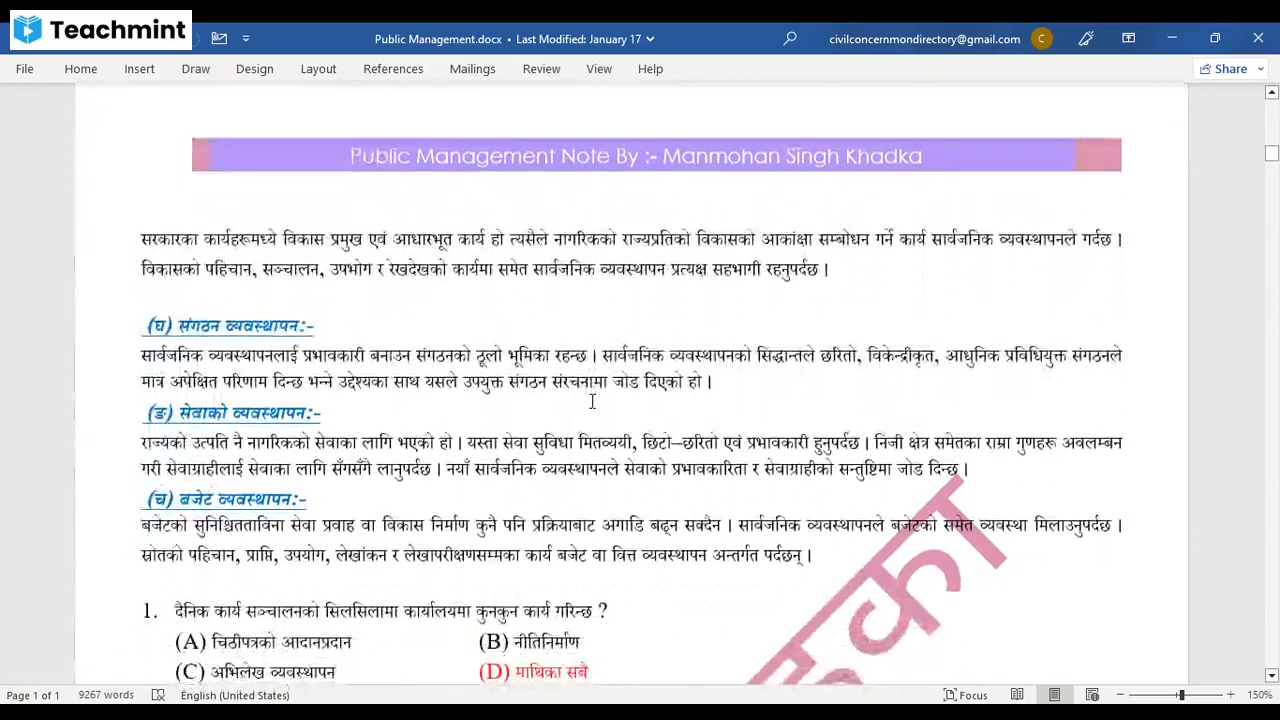 Teachmint
Public Management.docx • Last Modified: January 17
civilconcernmondirectory@gmail.com
C
File Home Insert Draw Design Layout References Mailings Review View Help
Share
Public Management Note By :- Manmohan Singh Khadka
सरकारका कार्यहरूमध्ये विकास प्रमुख एवं आधारभूत कार्य हो त्यसैले नागरिकको राज्यप्रतिको विकासको आकांक्षा सम्बोधन गर्ने कार्य सार्वजनिक व्यवस्थापनले गर्दछ ।
विकासको पहिचान, सञ्चालन, उपभोग र रेखदेखको कार्यमा समेत सार्वजनिक व्यवस्थापन प्रत्यक्ष सहभागी रहनुपर्दछ ।
(घ) संगठन व्यवस्थापनः-
सार्वजनिक व्यवस्थापनलाई प्रभावकारी बनाउन संगठनको ठूलो भूमिका रहन्छ । सार्वजनिक व्यवस्थापनको सिद्धान्तले छरितो, विकेन्द्रीकृत, आधुनिक प्रविधियुक्त संगठनले
मात्र अपेक्षित परिणाम दिन्छ भन्ने उद्देश्यका साथ यसले उपयुक्त संगठन संरचनामा जोड दिएको हो ।
(ङ) सेवाको व्यवस्थापनः-
राज्यको उत्पति नै नागरिकको सेवाका लागि भएको हो । यस्ता सेवा सुविधा मितव्ययी, छिटो–छरितो एवं प्रभावकारी हुनुपर्दछ । निजी क्षेत्र समेतका राम्रा गुणहरू अवलम्बन
गरी सेवाग्राहीलाई सेवाका लागि सँगसँगै लानुपर्दछ । नयाँ सार्वजनिक व्यवस्थापनले सेवाको प्रभावकारिता र सेवाग्राहीको सन्तुष्टिमा जोड दिन्छ ।
(च) बजेट व्यवस्थापनः-
बजेटको सुनिश्चितताविना सेवा प्रवाह वा विकास निर्माण कुनै पनि प्रक्रियाबाट अगाडि बढ्न सक्दैन । सार्वजनिक व्यवस्थापनले बजेटको समेत व्यवस्था मिलाउनुपर्दछ ।
स्रोतको पहिचान, प्राप्ति, उपयोग, लेखांकन र लेखापरीक्षणसम्मका कार्य बजेट वा वित्त व्यवस्थापन अन्तर्गत पर्दछन् ।
1. दैनिक कार्य सञ्चालनको सिलसिलामा कार्यालयमा कुनकुन कार्य गरिन्छ ?
(A) चिठीपत्रको आदानप्रदान (B) नीतिनिर्माण
(C) अभिलेख व्यवस्थापन (D) माथिका सबै
Page 1 of 1 9267 words English (United States) Focus 150%